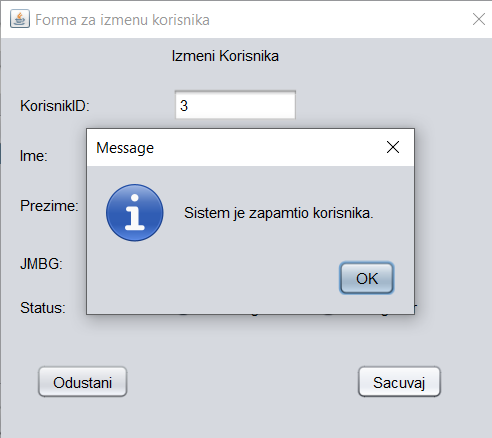 Forma za izmenu korisnika
Izmeni Korisnika
KorisnikID:
3
Message
Ime:
Sistem je zapamtio korisnika.
Prezime:
JMBG:
OK
Status:
Odustani
Sacuvaj